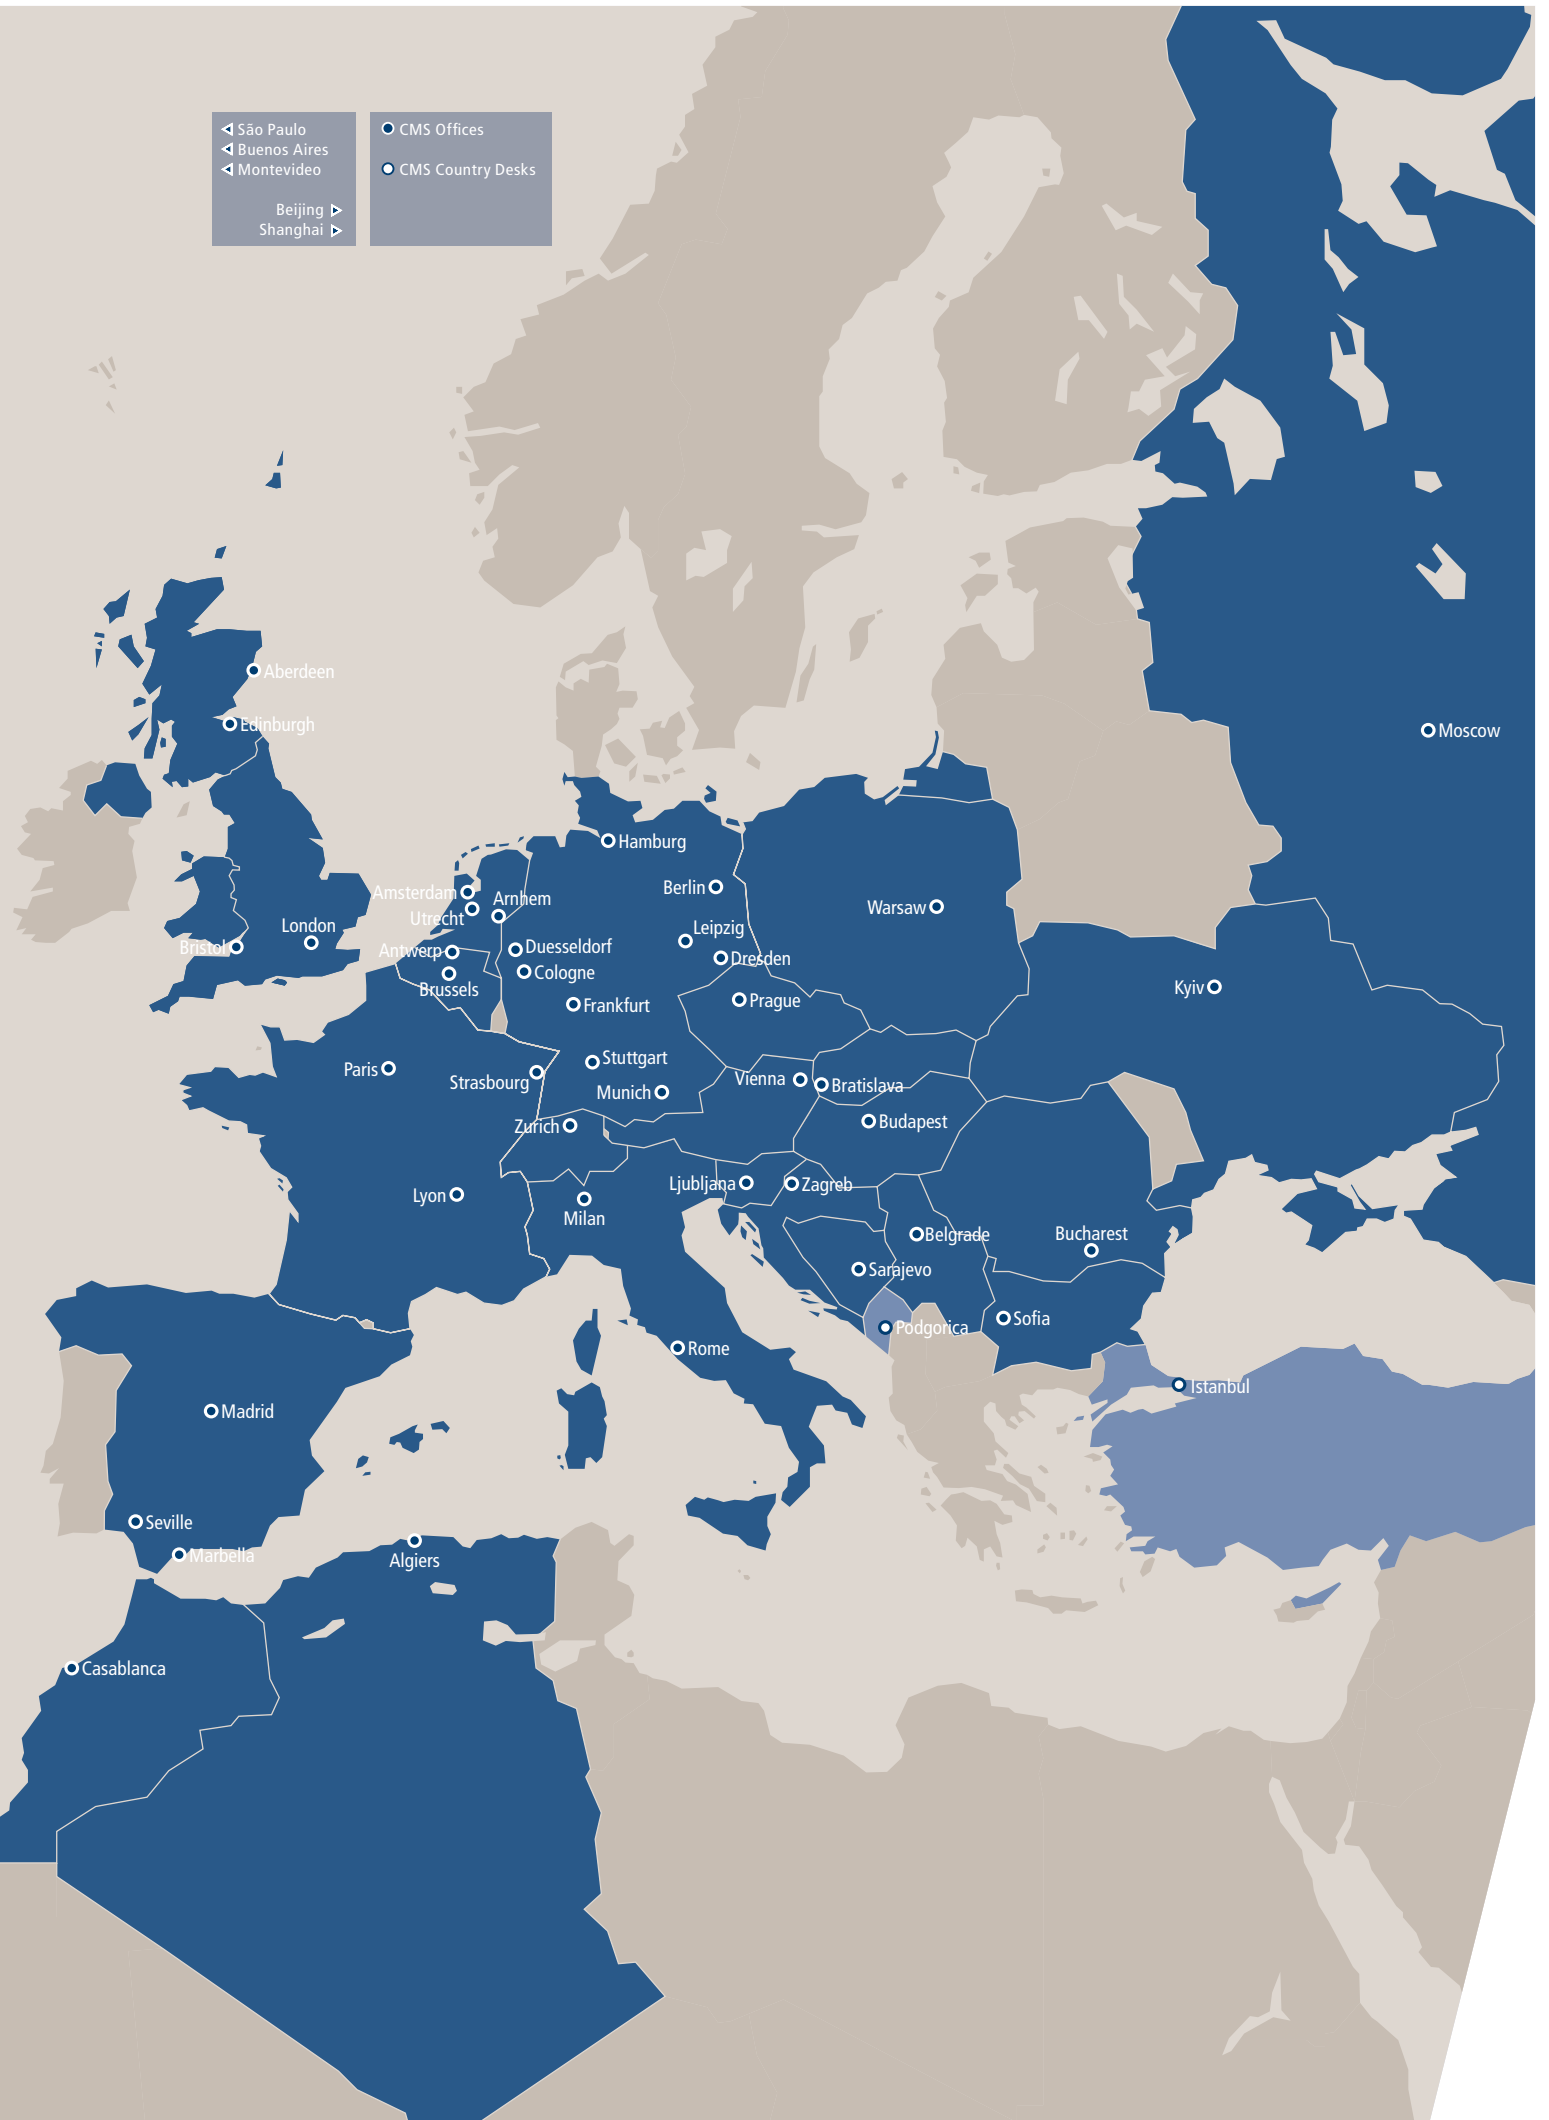 São Paulo
Buenos Aires
Montevideo
Beijing
Shanghai
CMS Offices
CMS Country Desks
Aberdeen
Edinburgh
Moscow
Hamburg
Berlin
Amsterdam
Arnhem
Utrecht
Warsaw
London
Leipzig
Bristol
Antwerp
Duesseldorf
Dresden
Cologne
Brussels
Kyiv
Frankfurt
Prague
Paris
Stuttgart
Strasbourg
Vienna
Bratislava
Munich
Zurich
Budapest
Ljubljana
Zagreb
Lyon
Milan
Belgrade
Bucharest
Sarajevo
Sofia
Podgorica
Rome
Istanbul
Madrid
Seville
Marbella
Algiers
Casablanca